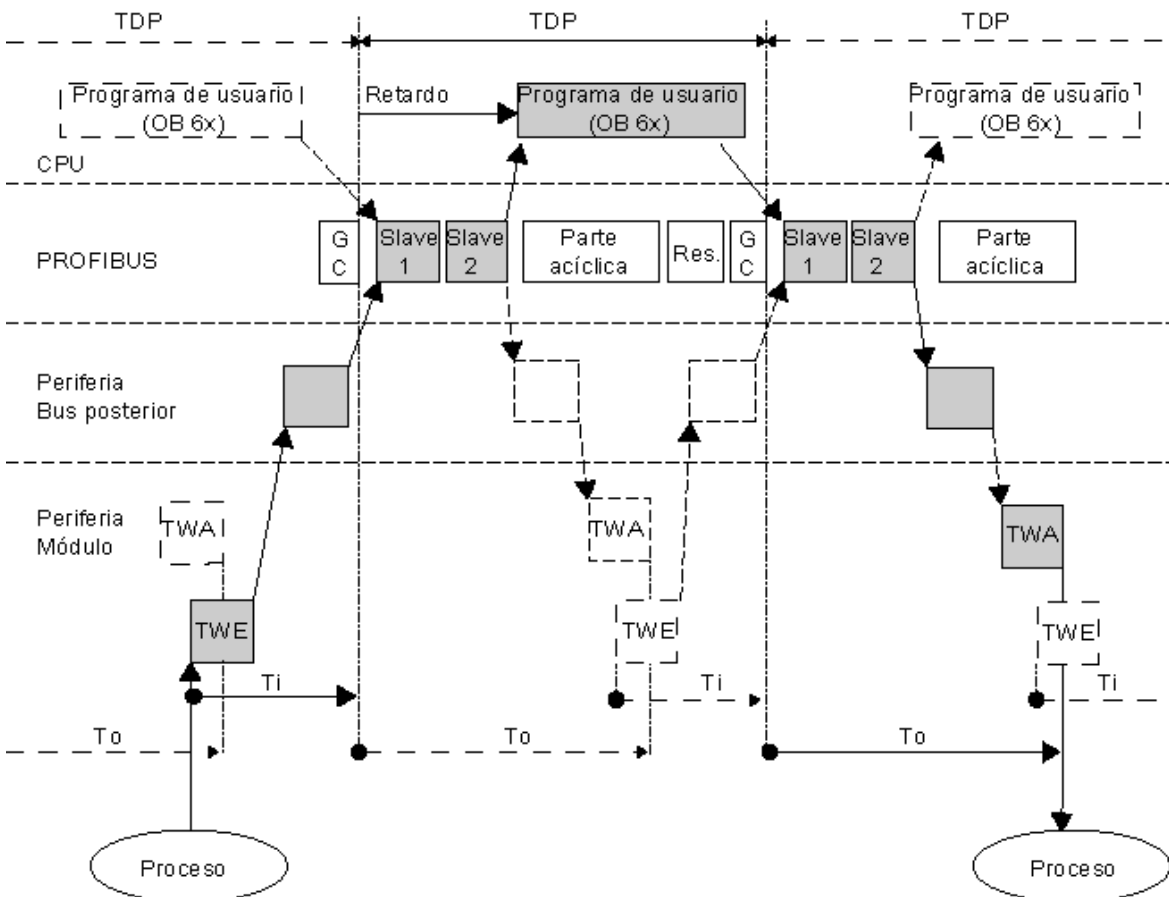 TDP
TDP
TDP
Programa de usuario
(OB 6x)
Retardo
Programa de usuario
(OB 6x)
Programa de usuario
(OB 6x)
CPU
PROFIBUS
G
C
Slave
1
Slave
2
Parte
acíclica
Res.
G
C
Slave
1
Slave
2
Parte
acíclica
Periferia
Bus posterior
Periferia
Módulo
TWA
TWA
TWA
TWE
TWE
TWE
Ti
Ti
Ti
To
To
To
Proceso
Proceso